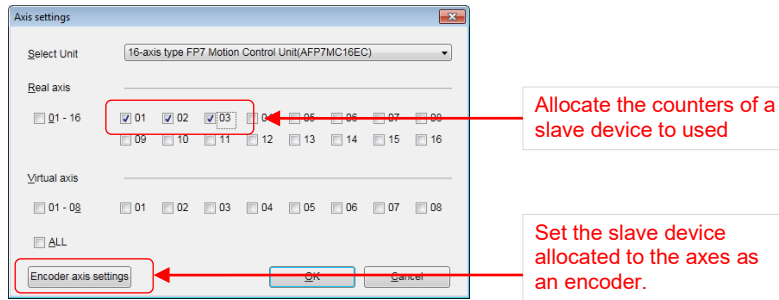 Axis settings
Select Unit 16-axis type FP7 Motion Control Unit(AFP7MC16EC)
Real axis
01 - 16 01 02 03 04 05 06 07 08
09 10 11 12 13 14 15 16
Virtual axis
01 - 08 01 02 03 04 05 06 07 08
ALL
Encoder axis settings OK Cancel
Allocate the counters of a
slave device to used
Set the slave device
allocated to the axes as
an encoder.